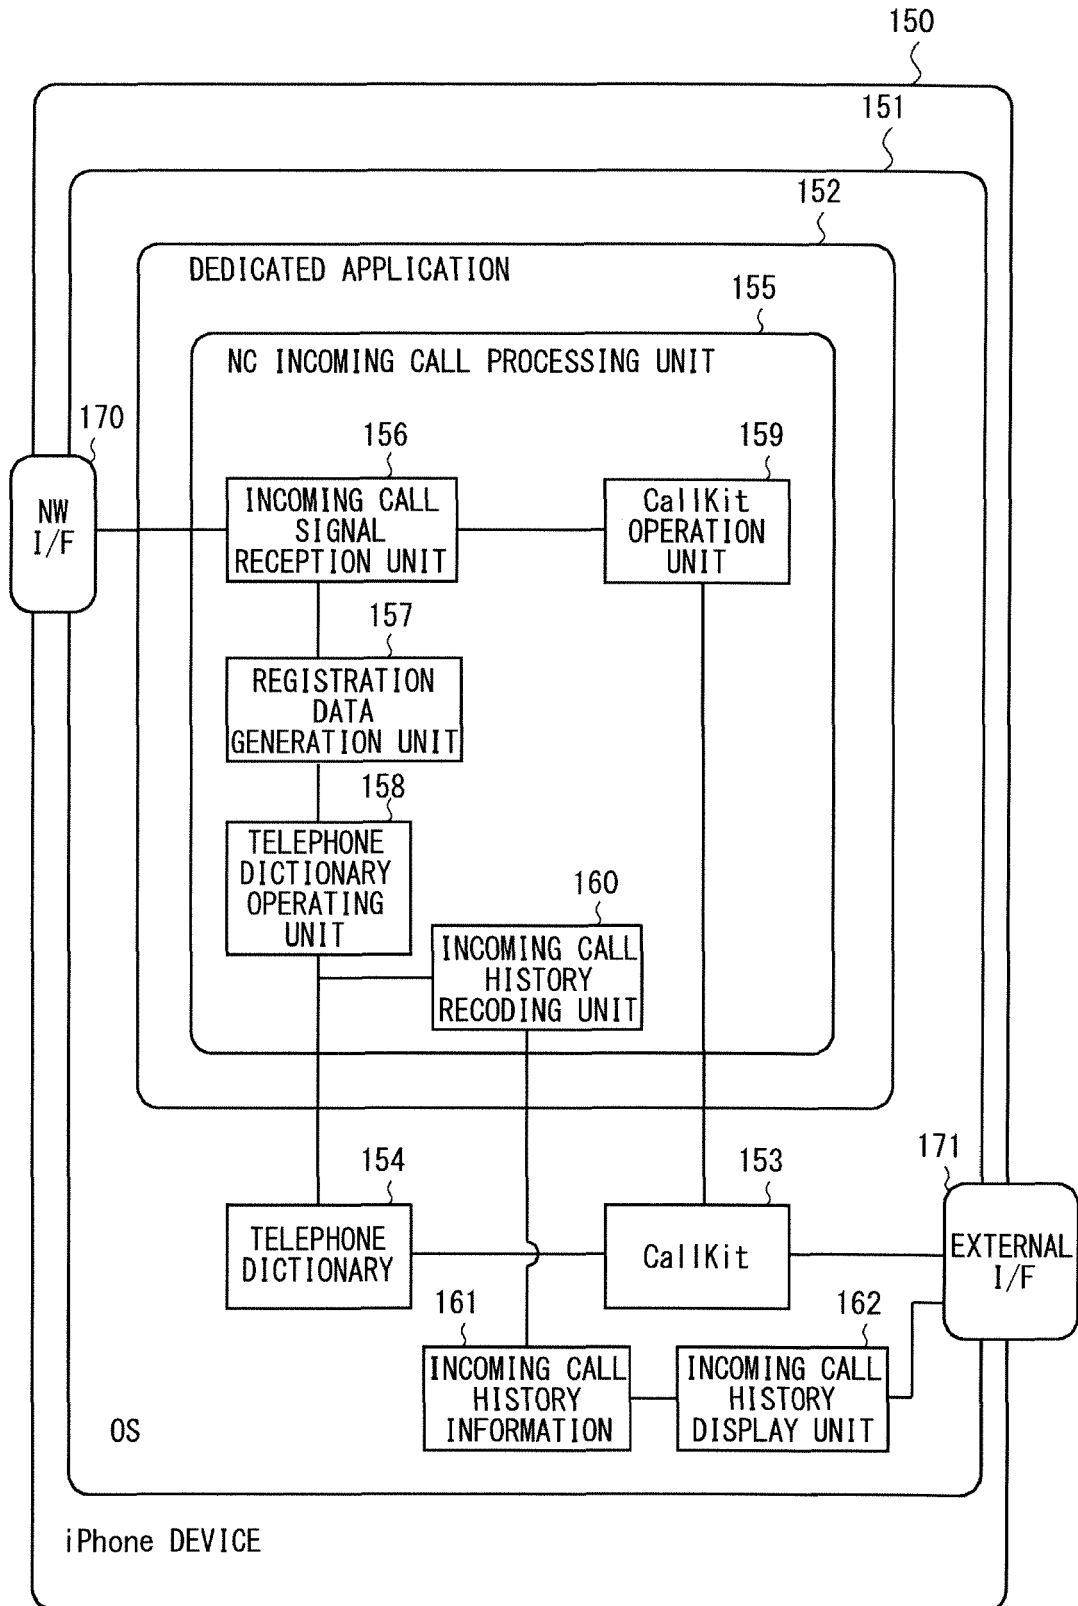 150
151
152
DEDICATED APPLICATION
155
NC INCOMING CALL PROCESSING UNIT
170
NW
I/F
156
INCOMING CALL
SIGNAL
RECEPTION UNIT
159
CallKit
OPERATION
UNIT
157
REGISTRATION
DATA
GENERATION UNIT
158
TELEPHONE
DICTIONARY
OPERATING
UNIT
160
INCOMING CALL
HISTORY
RECODING UNIT
154
TELEPHONE
DICTIONARY
153
CallKit
171
EXTERNAL
I/F
161
INCOMING CALL
HISTORY
INFORMATION
162
INCOMING CALL
HISTORY
DISPLAY UNIT
OS
iPhone DEVICE